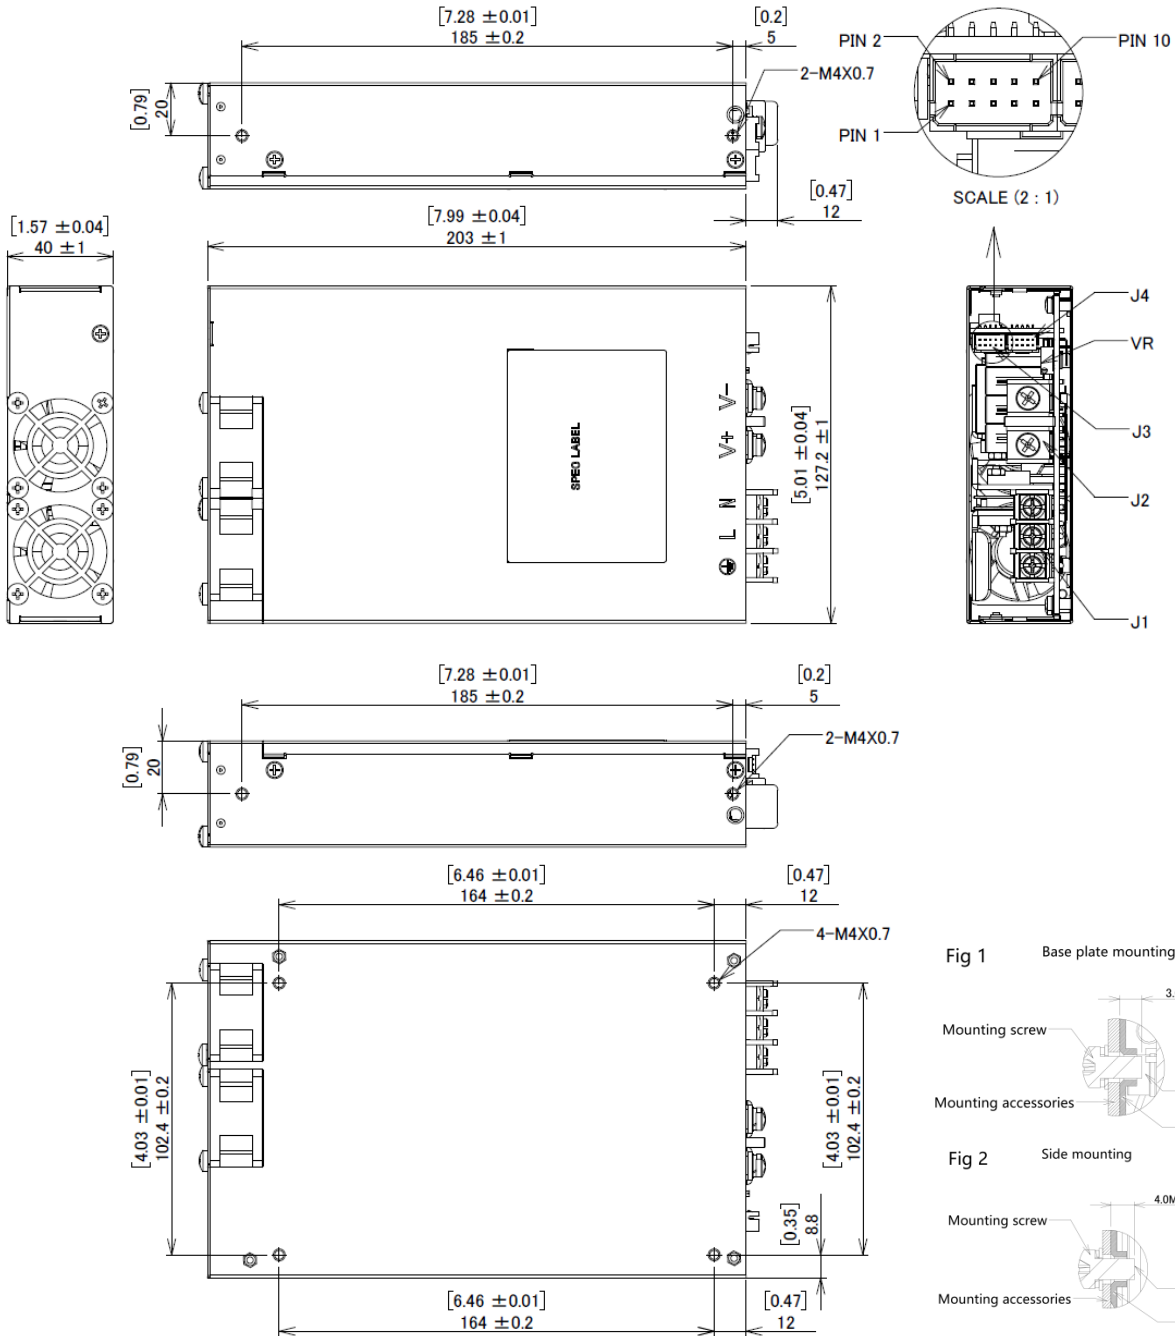 [7.28 ±0.01]
185 ±0.2
[0.2]
5
2-M4X0.7
[0.79]
20
[0.47]
12
PIN 2
PIN 10
PIN 1
SCALE (2 : 1)
[1.57 ±0.04]
40 ±1
[7.99 ±0.04]
203 ±1
SPEC LABEL
V-
V+
N
L
[5.01 ±0.04]
127.2 ±1
J4
VR
J3
J2
J1
[7.28 ±0.01]
185 ±0.2
[0.2]
5
2-M4X0.7
[0.79]
20
[6.46 ±0.01]
164 ±0.2
[0.47]
12
4-M4X0.7
[4.03 ±0.01]
102.4 ±0.2
[4.03 ±0.01]
102.4 ±0.2
[0.35]
8.8
[6.46 ±0.01]
164 ±0.2
[0.47]
12
Fig 1
Base plate mounting
3.
Mounting screw
Mounting accessories
Fig 2
Side mounting
4.0M
Mounting screw
Mounting accessories